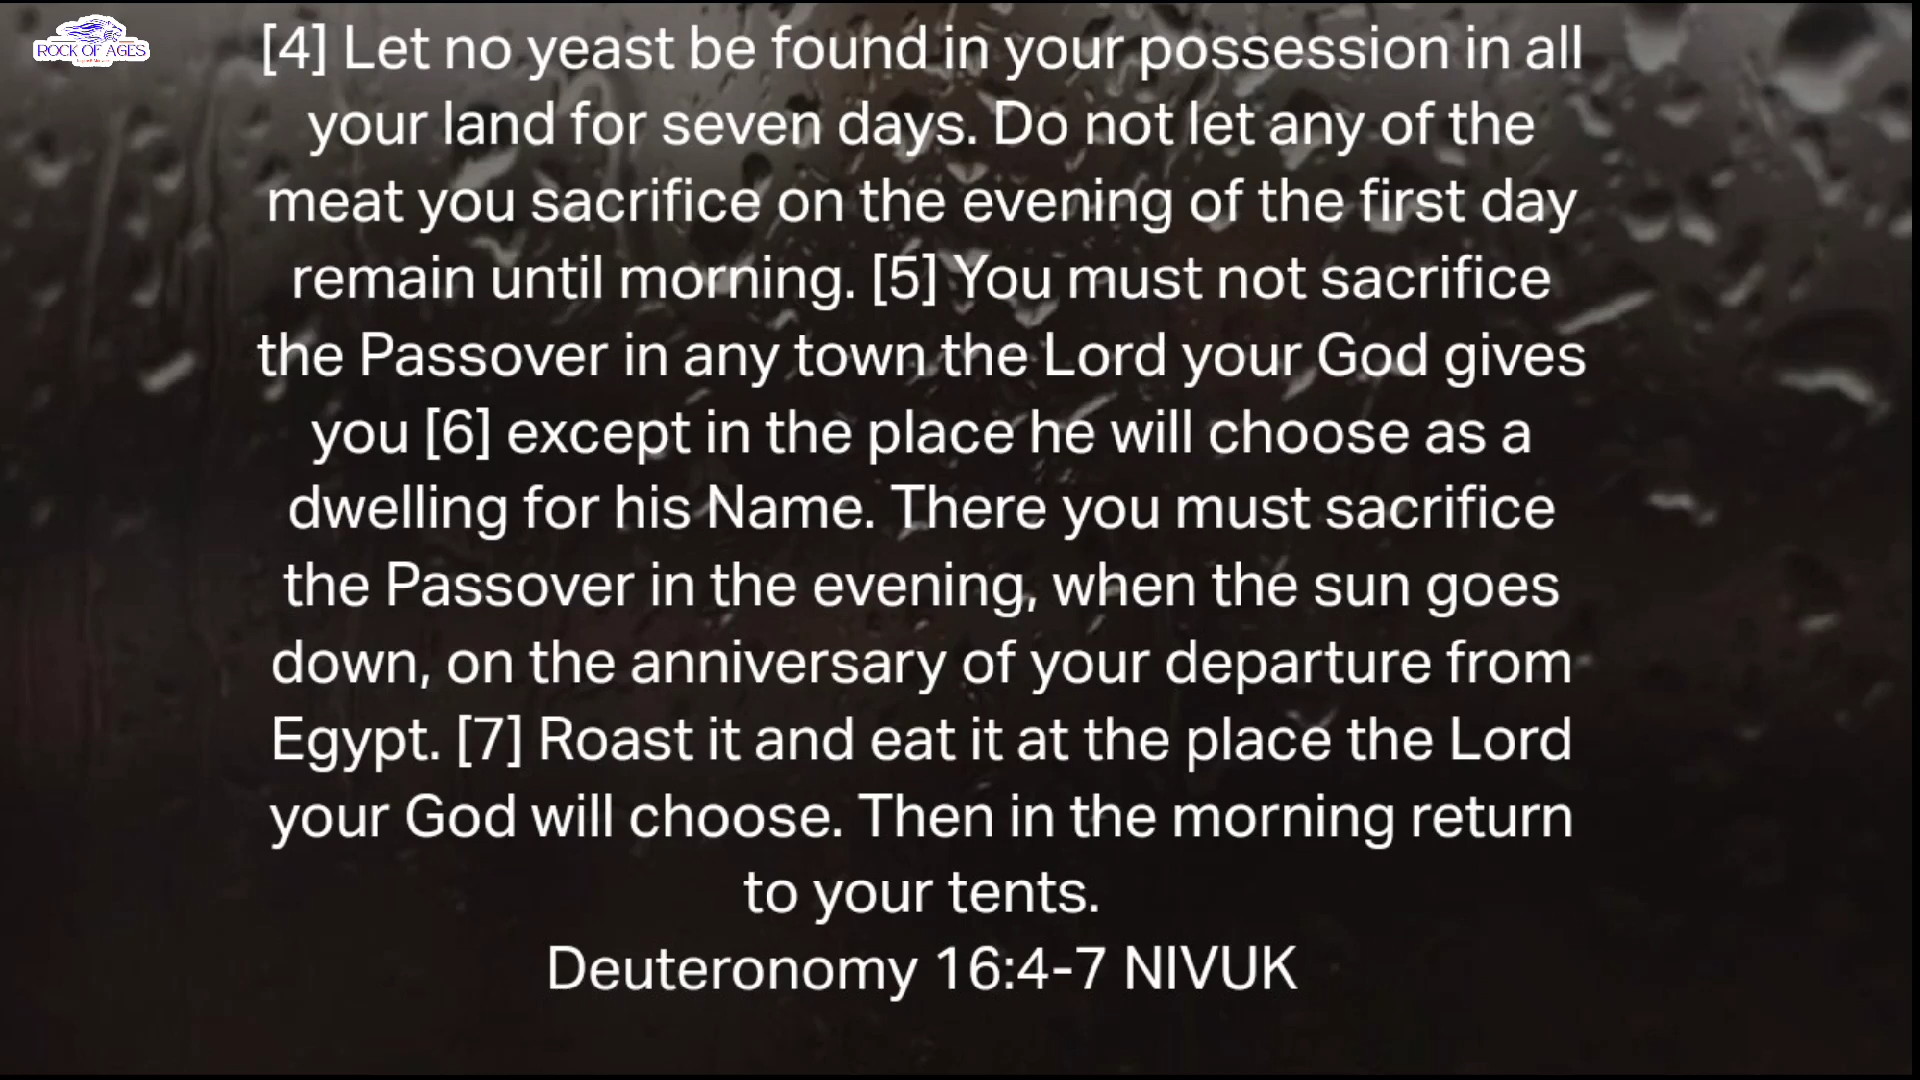 ROCK OF AGES
[4] Let no yeast be found in your possession in all
your land for seven days. Do not let any of the
meat you sacrifice on the evening of the first day
remain until morning. [5] You must not sacrifice
the Passover in any town the Lord your God gives
you [6] except in the place he will choose as a
dwelling for his Name. There you must sacrifice
the Passover in the evening, when the sun goes
down, on the anniversary of your departure from
Egypt. [7] Roast it and eat it at the place the Lord
your God will choose. Then in the morning return
to your tents.
Deuteronomy 16:4-7 NIVUK